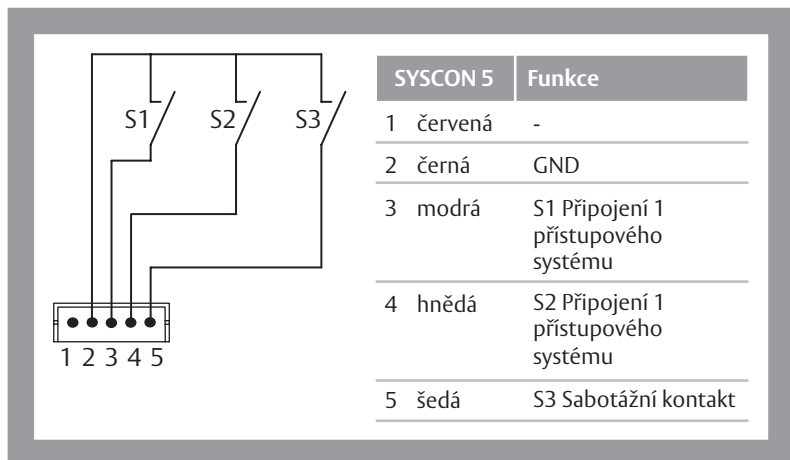 S1 S2 S3
1 2 3 4 5
SYSCON 5 Funkce
1 červená -
2 černá GND
3 modrá S1 Připojení 1
přístupového
systému
4 hnědá S2 Připojení 1
přístupového
systému
5 šedá S3 Sabotážní kontakt